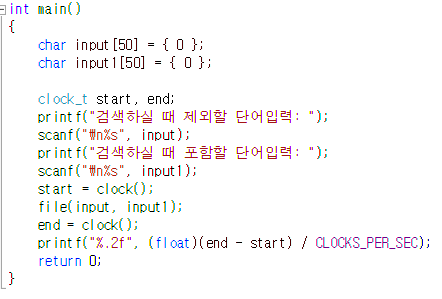 int main()
{
char input[50] = { 0 };
char input1[50] = { 0 };
clock_t start, end;
printf("검색하실 때 제외할 단어입력: ");
scanf("₩n%s", input);
printf("검색하실 때 포함할 단어입력: ");
scanf("₩n%s", input1);
start = clock();
file(input, input1);
end = clock();
printf("%.2f", (float)(end - start) / CLOCKS_PER_SEC);
return 0;
}